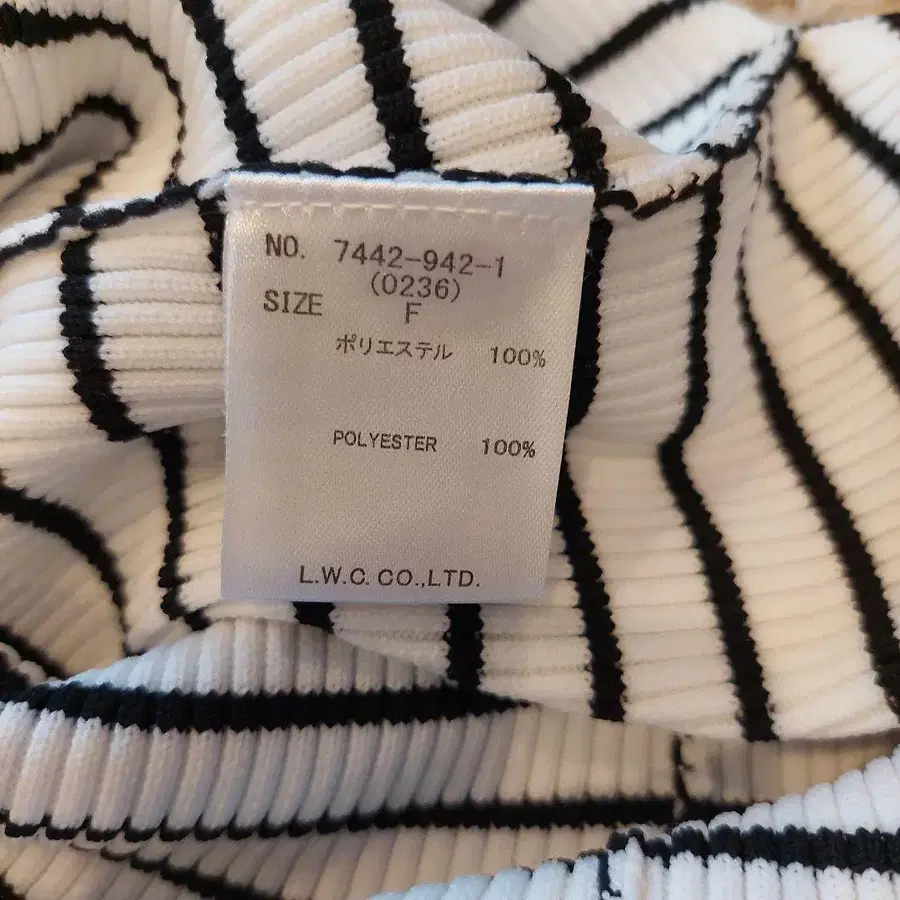 NO. 7442-942-1
(0236)
SIZE F
ポリエステル 100%
POLYESTER 100%
L.W.C. CO.,LTD.